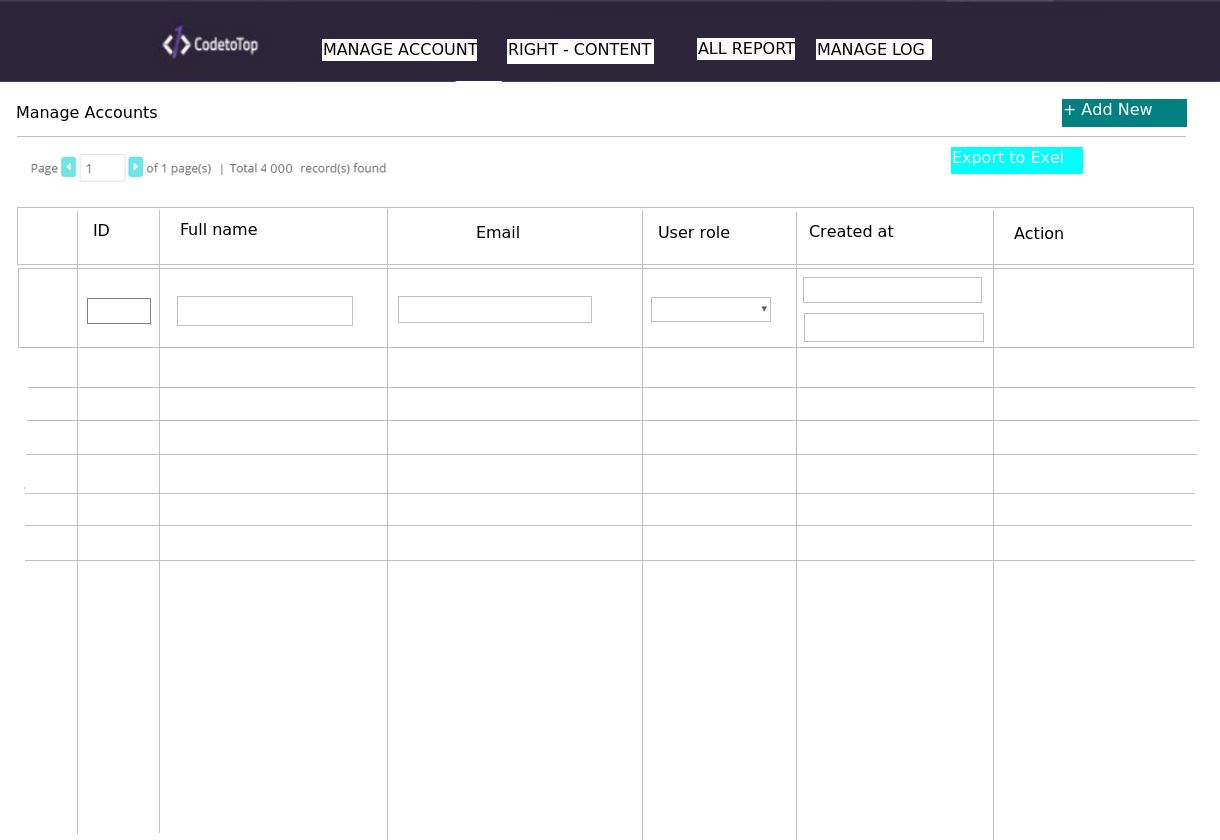 CodetoTop
MANAGE ACCOUNT RIGHT - CONTENT ALL REPORT MANAGE LOG
Manage Accounts
+ Add New
Page 1 of 1 page(s) | Total 4 000 record(s) found
Export to Exel
ID Full name Email User role Created at Action